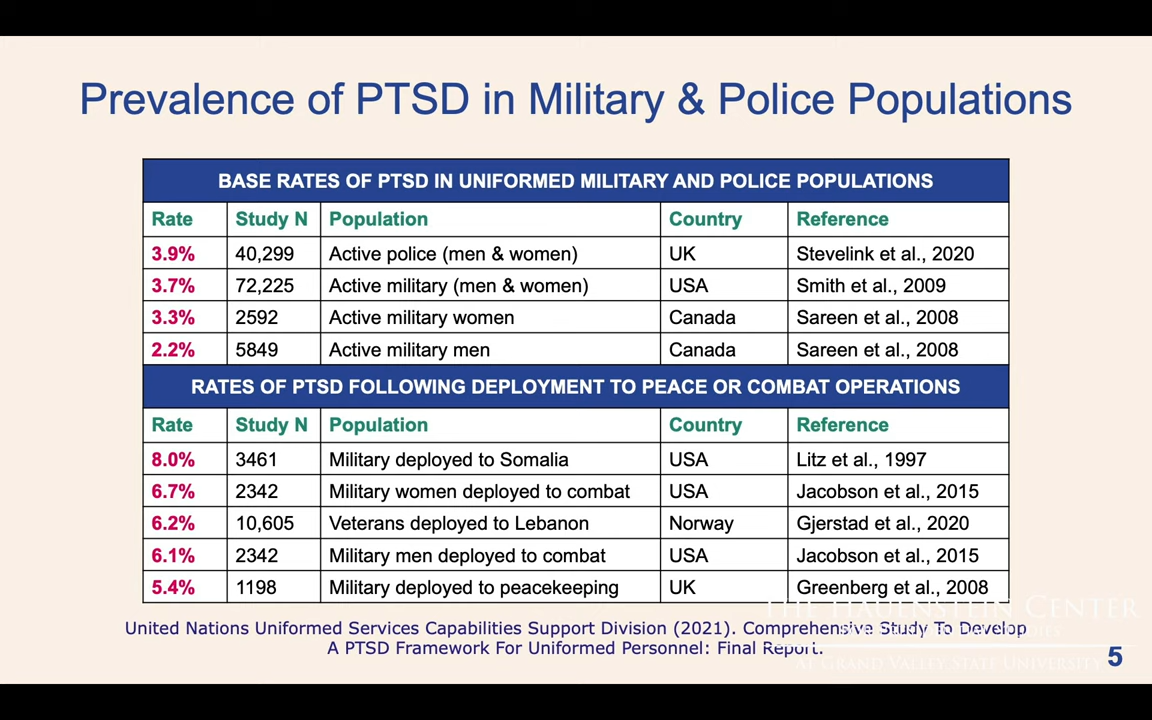 Prevalence of PTSD in Military & Police Populations
BASE RATES OF PTSD IN UNIFORMED MILITARY AND POLICE POPULATIONS
Rate Study N Population Country Reference
3.9% 40,299 Active police (men & women) UK Stevelink et al., 2020
3.7% 72,225 Active military (men & women) USA Smith et al., 2009
3.3% 2592 Active military women Canada Sareen et al., 2008
2.2% 5849 Active military men Canada Sareen et al., 2008
RATES OF PTSD FOLLOWING DEPLOYMENT TO PEACE OR COMBAT OPERATIONS
Rate Study N Population Country Reference
8.0% 3461 Military deployed to Somalia USA Litz et al., 1997
6.7% 2342 Military women deployed to combat USA Jacobson et al., 2015
6.2% 10,605 Veterans deployed to Lebanon Norway Gjerstad et al., 2020
6.1% 2342 Military men deployed to combat USA Jacobson et al., 2015
5.4% 1198 Military deployed to peacekeeping UK Greenberg et al., 2008
THE HAUENSTEIN CENTER
United Nations Uniformed Services Capabilities Support Division (2021). Comprehensive Study To Develop
A PTSD Framework For Uniformed Personnel: Final Report.
AT GRAND VALLEY STATE UNIVERSITY
5